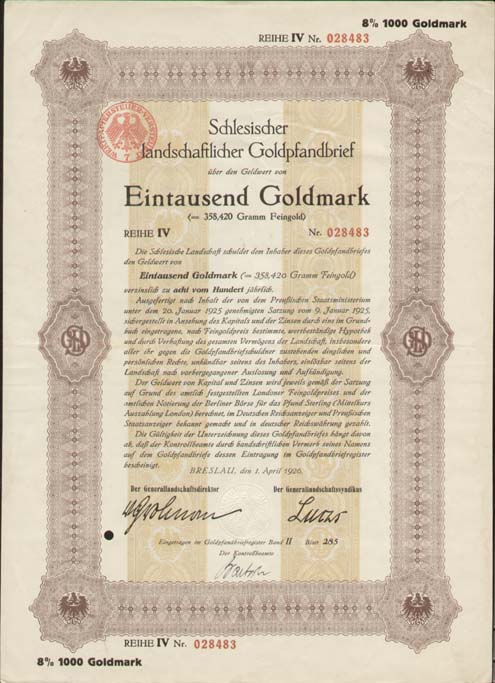 8% 1000 Goldmark
REIHE IV Nr. 028483
Schlesischer
landschaftlicher Goldpfandbrief
über den Geldwert von
Eintausend Goldmark
(= 358,420 Gramm Feingold)
REIHE IV Nr. 028483
Die Schlesische Landschaft schuldet dem Inhaber dieses Goldpfandbriefes
den Geldwert von
Eintausend Goldmark (= 358,420 Gramm Feingold)
verzinslich zu acht vom Hundert jährlich.
Ausgefertigt nach Inhalt der von dem Preußischen Staatsministerium
unter dem 20. Januar 1925 genehmigten Satzung vom 9. Januar 1925,
sichergestellt in Ansehung des Kapitals und der Zinsen durch eine im Grund-
buch eingetragene, nach Feingoldpreis bestimmte, wertbeständige Hypothek
und durch Verhaftung des gesamten Vermögens der Landschaft, insbesondere
aller ihr gegen die Goldpfandbriefschuldner zustehenden dinglichen und
persönlichen Rechte, unkündbar seitens des Inhabers, einlösbar seitens der
Landschaft nach vorhergegangener Auslosung und Aufkündigung.
Der Geldwert von Kapital und Zinsen wird jeweils gemäß der Satzung
auf Grund des amtlich festgestellten Londoner Feingoldpreises und der
amtlichen Notierung der Berliner Börse für das Pfund Sterling (Mittelkurs
Auszahlung London) berechnet, im Deutschen Reichsanzeiger und Preußischen
Staatsanzeiger bekannt gemacht und in deutscher Reichswährung gezahlt.
Die Gültigkeit der Unterzeichnung dieses Goldpfandbriefes hängt davon
ab, daß der Kontrollbeamte durch handschriftlichen Vermerk seines Namens
auf dem Goldpfandbriefe dessen Eintragung im Goldpfandbriefregister
bescheinigt.
BRESLAU, den 1. April 1926.
Der Generallandschaftsdirektor Der Generallandschaftssyndikus
Eingetragen im Goldpfandbriefregister Band II Blatt 285
Der Kontrollbeamte
REIHE IV Nr. 028483
8% 1000 Goldmark